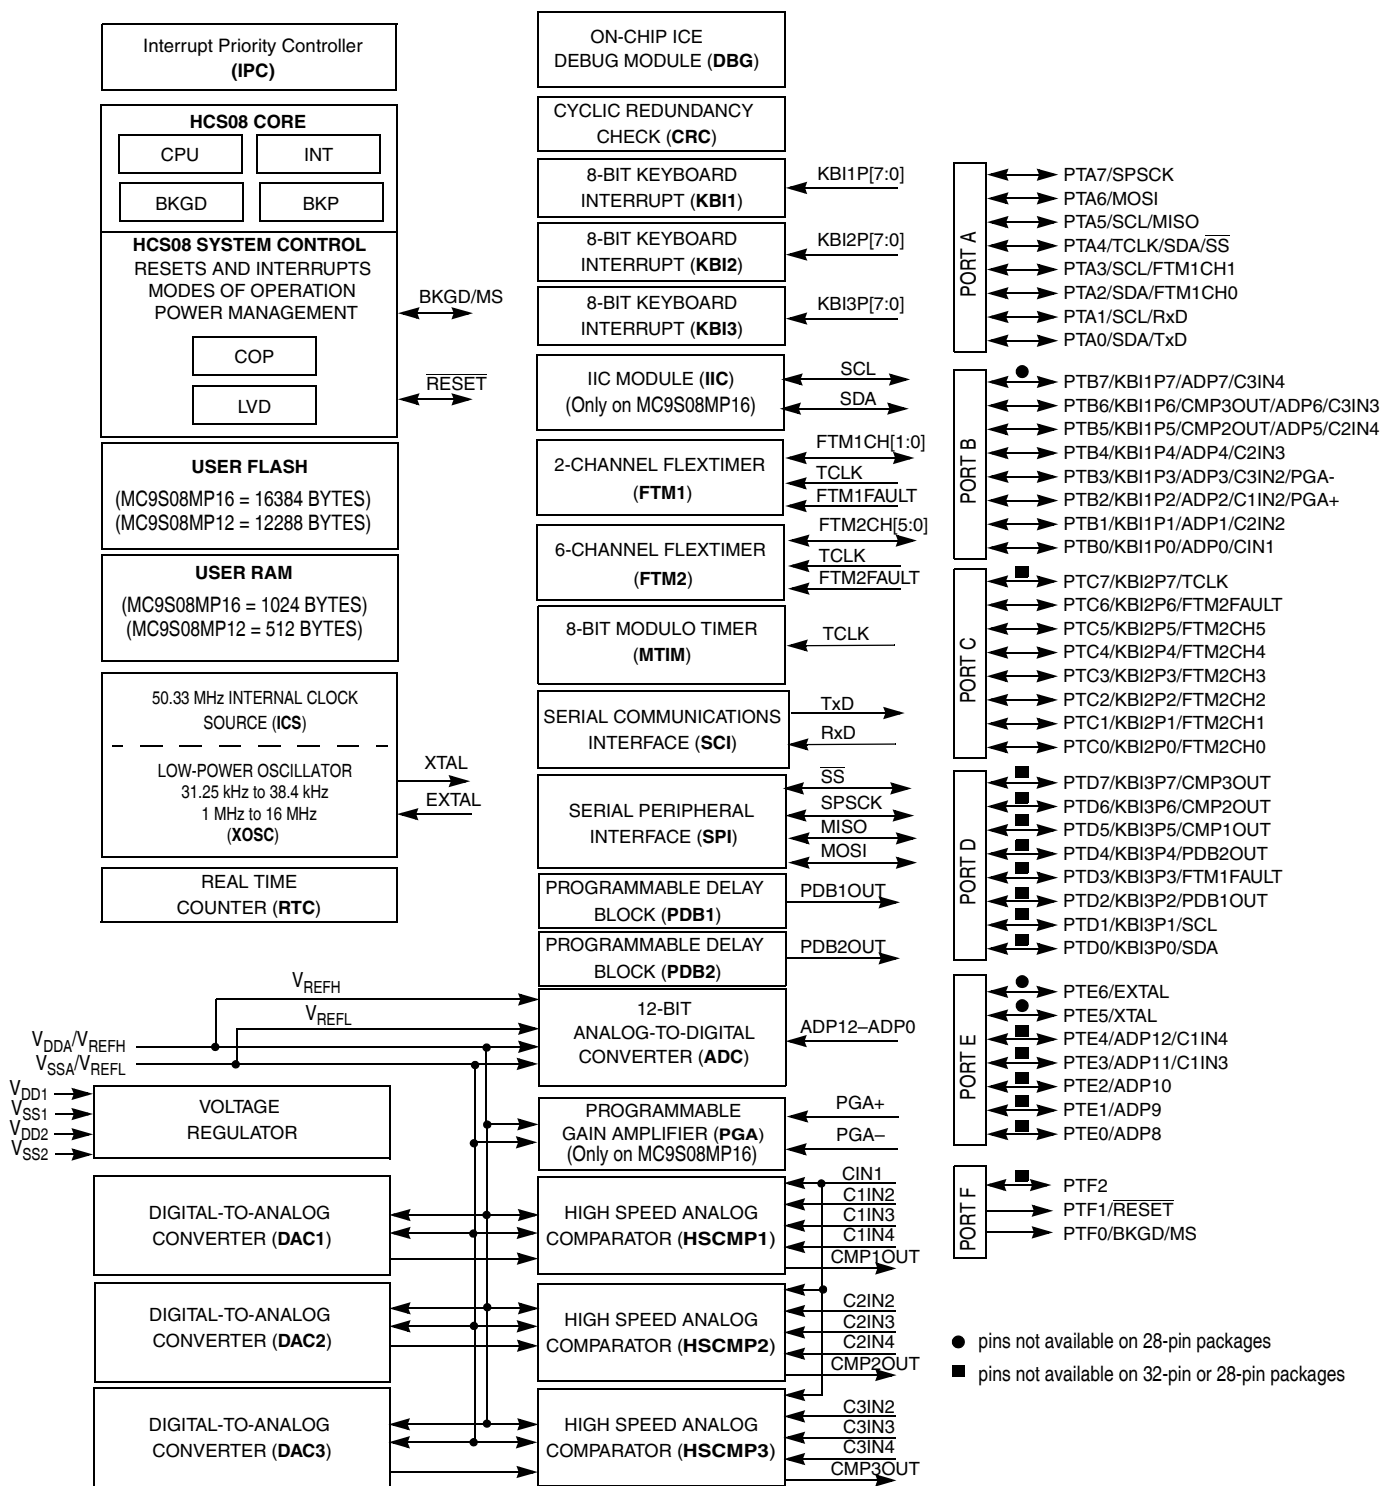 Interrupt Priority Controller
(IPC)
HCS08 CORE
CPU
INT
BKGD
BKP
HCS08 SYSTEM CONTROL
RESETS AND INTERRUPTS
MODES OF OPERATION
POWER MANAGEMENT
COP
LVD
BKGD/MS
RESET
USER FLASH
(MC9S08MP16 = 16384 BYTES)
(MC9S08MP12 = 12288 BYTES)
USER RAM
(MC9S08MP16 = 1024 BYTES)
(MC9S08MP12 = 512 BYTES)
50.33 MHz INTERNAL CLOCK
SOURCE (ICS)
LOW-POWER OSCILLATOR
31.25 kHz to 38.4 kHz
1 MHz to 16 MHz
(XOSC)
XTAL
EXTAL
REAL TIME
COUNTER (RTC)
VREFH
VREFL
VDDA/VREFH
VSSA/VREFL
VDD1
VSS1
VDD2
VSS2
VOLTAGE
REGULATOR
DIGITAL-TO-ANALOG
CONVERTER (DAC1)
DIGITAL-TO-ANALOG
CONVERTER (DAC2)
DIGITAL-TO-ANALOG
CONVERTER (DAC3)
ON-CHIP ICE
DEBUG MODULE (DBG)
CYCLIC REDUNDANCY
CHECK (CRC)
8-BIT KEYBOARD
INTERRUPT (KBI1)
KBI1P[7:0]
8-BIT KEYBOARD
INTERRUPT (KBI2)
KBI2P[7:0]
8-BIT KEYBOARD
INTERRUPT (KBI3)
KBI3P[7:0]
IIC MODULE (IIC)
(Only on MC9S08MP16)
SCL
SDA
2-CHANNEL FLEXTIMER
(FTM1)
FTM1CH[1:0]
TCLK
FTM1FAULT
6-CHANNEL FLEXTIMER
(FTM2)
FTM2CH[5:0]
TCLK
FTM2FAULT
8-BIT MODULO TIMER
(MTIM)
TCLK
SERIAL COMMUNICATIONS
INTERFACE (SCI)
TxD
RxD
SERIAL PERIPHERAL
INTERFACE (SPI)
SS
SPSCK
MISO
MOSI
PROGRAMMABLE DELAY
BLOCK (PDB1)
PDB1OUT
PROGRAMMABLE DELAY
BLOCK (PDB2)
PDB2OUT
12-BIT
ANALOG-TO-DIGITAL
CONVERTER (ADC)
ADP12–ADP0
PROGRAMMABLE
GAIN AMPLIFIER (PGA)
(Only on MC9S08MP16)
PGA+
PGA–
HIGH SPEED ANALOG
COMPARATOR (HSCMP1)
CIN1
C1IN2
C1IN3
C1IN4
CMP1OUT
HIGH SPEED ANALOG
COMPARATOR (HSCMP2)
C2IN2
C2IN3
C2IN4
CMP2OUT
HIGH SPEED ANALOG
COMPARATOR (HSCMP3)
C3IN2
C3IN3
C3IN4
CMP3OUT
PORT A
PTA7/SPSCK
PTA6/MOSI
PTA5/SCL/MISO
PTA4/TCLK/SDA/SS
PTA3/SCL/FTM1CH1
PTA2/SDA/FTM1CH0
PTA1/SCL/RxD
PTA0/SDA/TxD
PORT B
PTB7/KBI1P7/ADP7/C3IN4
PTB6/KBI1P6/CMP3OUT/ADP6/C3IN3
PTB5/KBI1P5/CMP2OUT/ADP5/C2IN4
PTB4/KBI1P4/ADP4/C2IN3
PTB3/KBI1P3/ADP3/C3IN2/PGA-
PTB2/KBI1P2/ADP2/C1IN2/PGA+
PTB1/KBI1P1/ADP1/C2IN2
PTB0/KBI1P0/ADP0/CIN1
PORT C
PTC7/KBI2P7/TCLK
PTC6/KBI2P6/FTM2FAULT
PTC5/KBI2P5/FTM2CH5
PTC4/KBI2P4/FTM2CH4
PTC3/KBI2P3/FTM2CH3
PTC2/KBI2P2/FTM2CH2
PTC1/KBI2P1/FTM2CH1
PTC0/KBI2P0/FTM2CH0
PORT D
PTD7/KBI3P7/CMP3OUT
PTD6/KBI3P6/CMP2OUT
PTD5/KBI3P5/CMP1OUT
PTD4/KBI3P4/PDB2OUT
PTD3/KBI3P3/FTM1FAULT
PTD2/KBI3P2/PDB1OUT
PTD1/KBI3P1/SCL
PTD0/KBI3P0/SDA
PORT E
PTE6/EXTAL
PTE5/XTAL
PTE4/ADP12/C1IN4
PTE3/ADP11/C1IN3
PTE2/ADP10
PTE1/ADP9
PTE0/ADP8
PORT F
PTF2
PTF1/RESET
PTF0/BKGD/MS
pins not available on 28-pin packages
pins not available on 32-pin or 28-pin packages